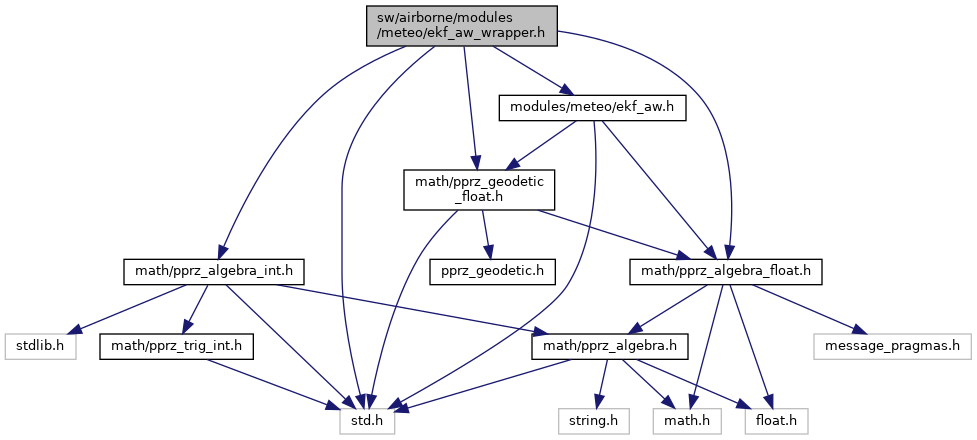 sw/airborne/modules
/meteo/ekf_aw_wrapper.h
modules/meteo/ekf_aw.h
math/pprz_geodetic
_float.h
math/pprz_algebra_int.h
pprz_geodetic.h
math/pprz_algebra_float.h
stdlib.h
math/pprz_trig_int.h
math/pprz_algebra.h
message_pragmas.h
std.h
string.h
math.h
float.h